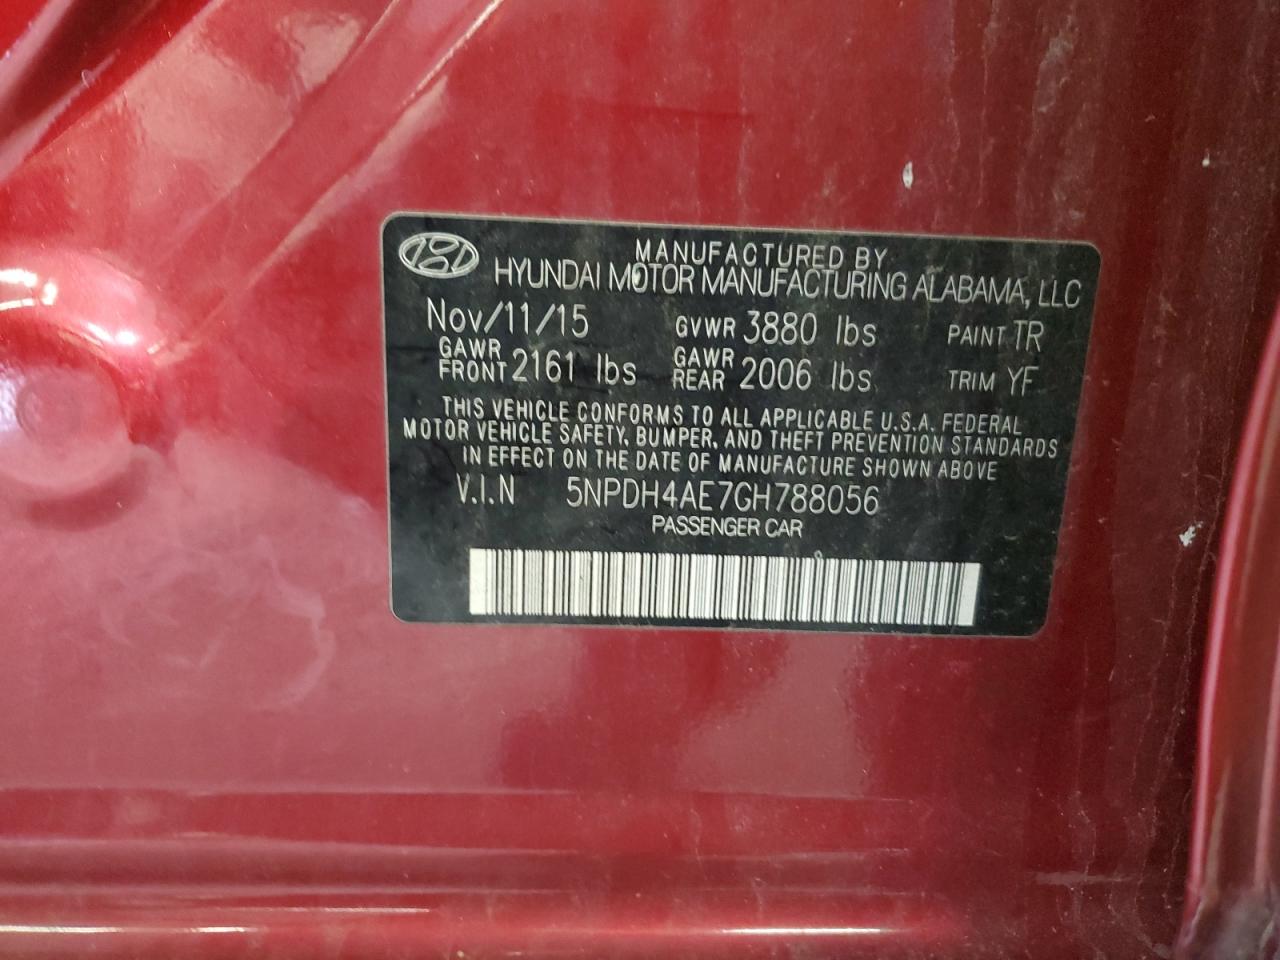 MANUFACTURED BY
HYUNDAI MOTOR MANUFACTURING ALABAMA, LLC
Nov/11/15 GVWR 3880 lbs PAINT TR
GAWR FRONT 2161 lbs GAWR REAR 2006 lbs TRIM YF
THIS VEHICLE CONFORMS TO ALL APPLICABLE U.S.A. FEDERAL
MOTOR VEHICLE SAFETY, BUMPER, AND THEFT PREVENTION STANDARDS
IN EFFECT ON THE DATE OF MANUFACTURE SHOWN ABOVE
V.I.N 5NPDH4AE7GH788056
PASSENGER CAR